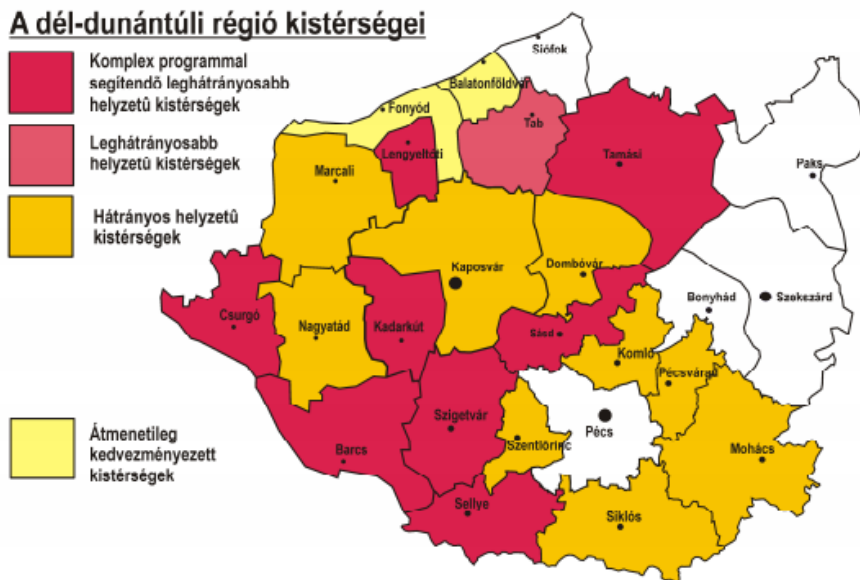 A dél-dunántúli régió kistérségei
Komplex programmal
segítendő leghátrányosabb
helyzetű kistérségek
Leghátrányosabb
helyzetű kistérségek
Hátrányos helyzetű
kistérségek
Átmenetileg
kedvezményezett
kistérségek
Siófok
Balatonföldvár
Fonyód
Tab
Lengyeltóti
Tamási
Paks
Marcali
Dombóvár
Kaposvár
Bonyhád
Szekszárd
Csurgó
Nagyatád
Kadarkút
Sásd
Komló
Pécsvárad
Szigetvár
Pécs
Szentlőrinc
Barcs
Mohács
Sellye
Siklós